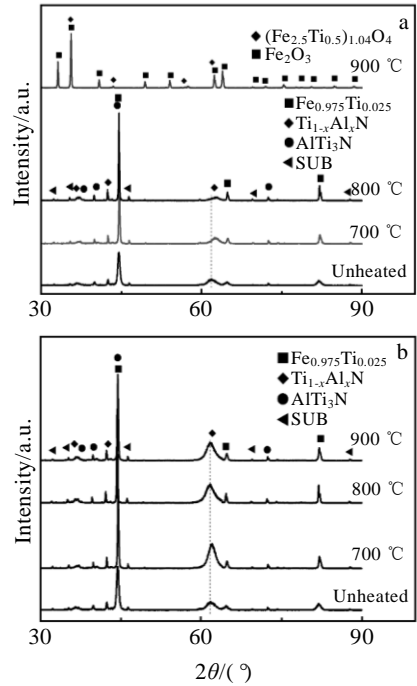 a
◆ (Fe2.5Ti0.5)1.04O4
■ Fe2O3
900 ℃
■ Fe0.975Ti0.025
◆ Ti1-xAlxN
● AlTi3N
◀ SUB
800 ℃
700 ℃
Unheated
Intensity/a.u.
30 60 90
b
■ Fe0.975Ti0.025
◆ Ti1-xAlxN
● AlTi3N
◀ SUB
900 ℃
800 ℃
700 ℃
Unheated
Intensity/a.u.
30 60 90
2θ/( °)